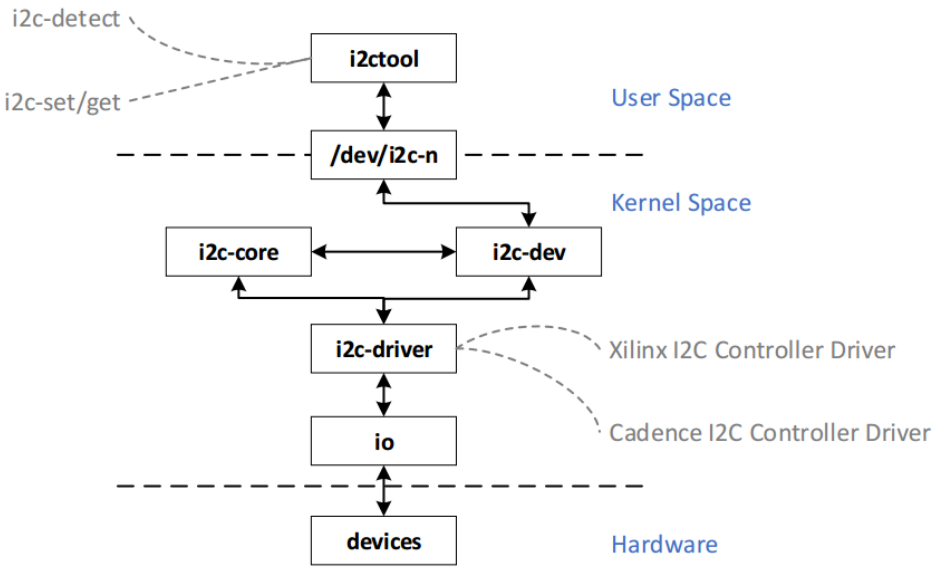 i2c-detect
i2ctool
i2c-set/get
User Space
/dev/i2c-n
Kernel Space
i2c-core
i2c-dev
i2c-driver
Xilinx I2C Controller Driver
Cadence I2C Controller Driver
io
devices
Hardware